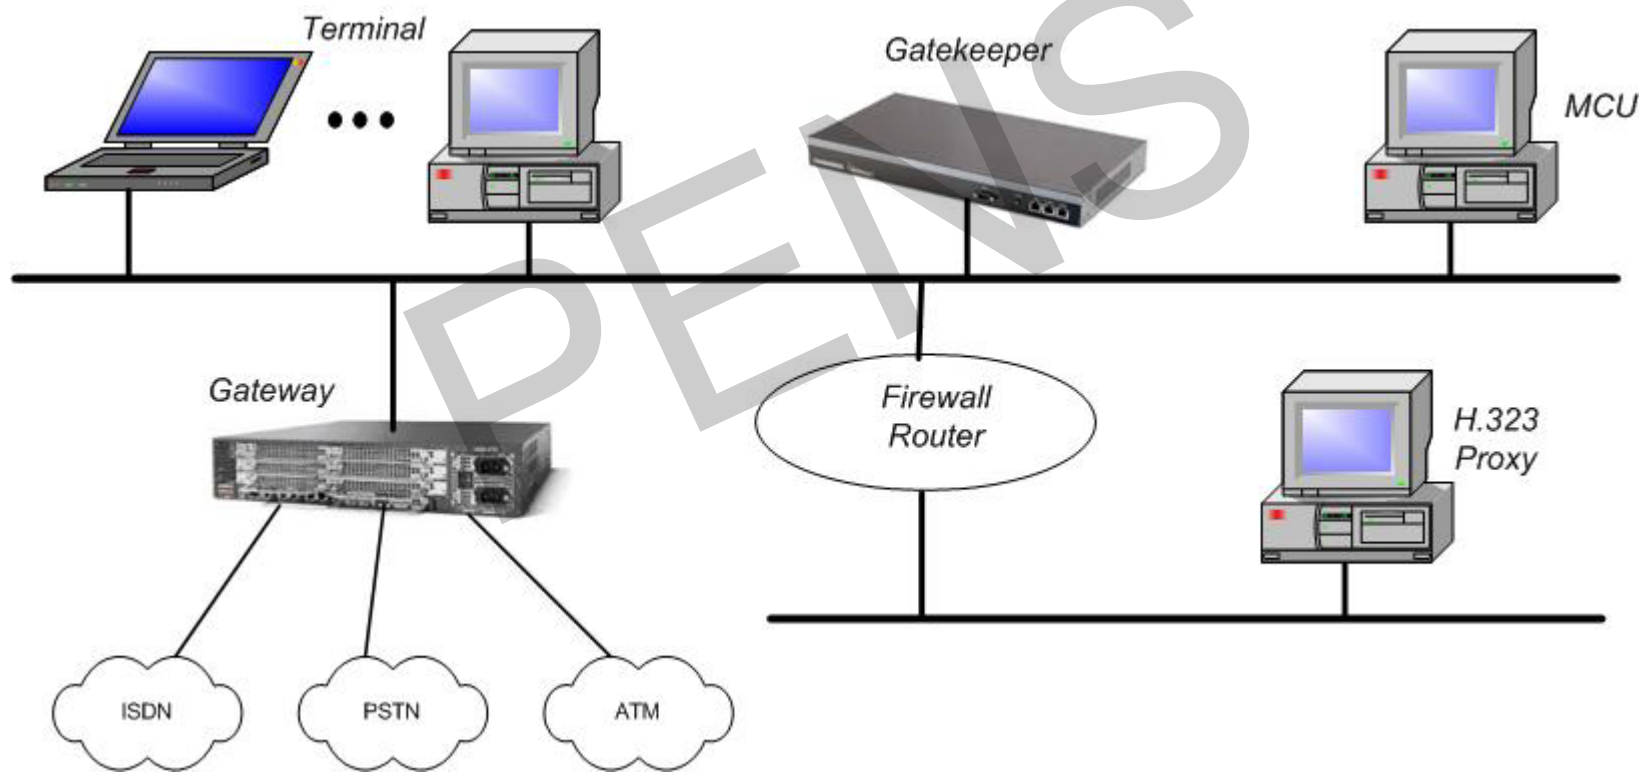 Terminal
Gatekeeper
MCU
PENS
Gateway
Firewall
Router
H.323
Proxy
ISDN
PSTN
ATM